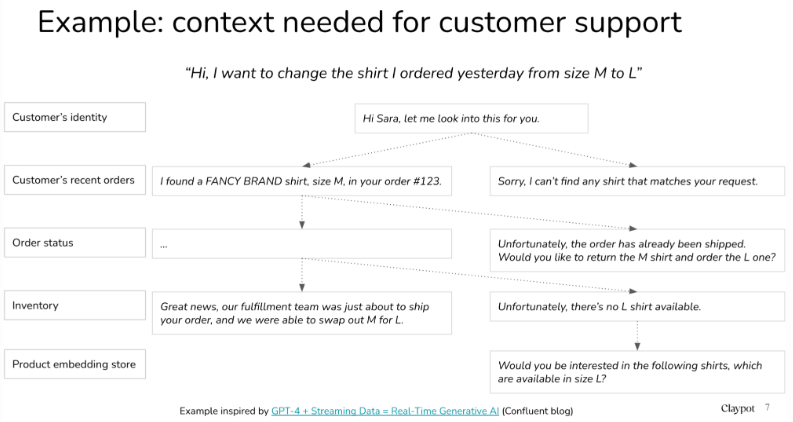 Example: context needed for customer support
“Hi, I want to change the shirt I ordered yesterday from size M to L”
Customer’s identity
Hi Sara, let me look into this for you.
Customer’s recent orders
I found a FANCY BRAND shirt, size M, in your order #123.
Sorry, I can’t find any shirt that matches your request.
Order status
...
Unfortunately, the order has already been shipped.
Would you like to return the M shirt and order the L one?
Inventory
Great news, our fulfillment team was just about to ship
your order, and we were able to swap out M for L.
Unfortunately, there’s no L shirt available.
Product embedding store
Would you be interested in the following shirts, which
are available in size L?
Example inspired by GPT-4 + Streaming Data = Real-Time Generative AI (Confluent blog)
Claypot 7